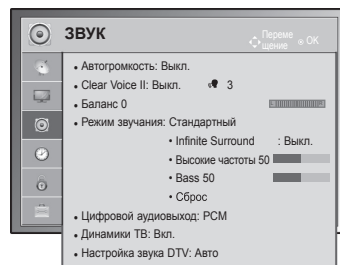 ЗВУК
Переме
щение
ОК
• Автогромкость: Выкл.
• Clear Voice II: Выкл. 3
• Баланс 0
• Режим звучания: Стандартный
• Infinite Surround : Выкл.
• Высокие частоты 50
• Bass 50
• Сброс
• Цифровой аудиовыход: PCM
• Динамики ТВ: Вкл.
• Настройка звука DTV: Авто